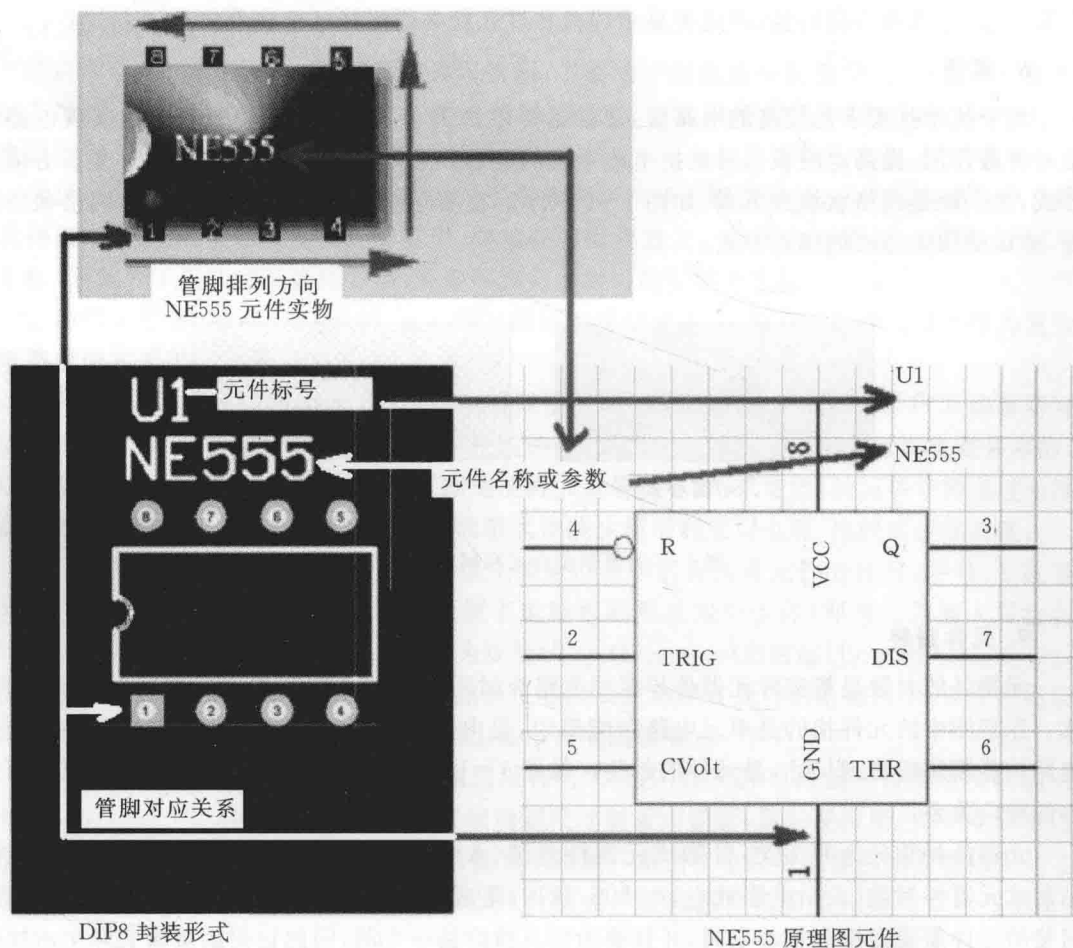 8 7 6 5
NE555
1 2 3 4
管脚排列方向
NE555 元件实物
U1
元件标号
NE555
元件名称或参数
8 7 6 5
1 2 3 4
管脚对应关系
DIP8 封装形式
U1
NE555
8
4 R VCC Q 3
2 TRIG DIS 7
5 CVolt GND THR 6
1
NE555 原理图元件